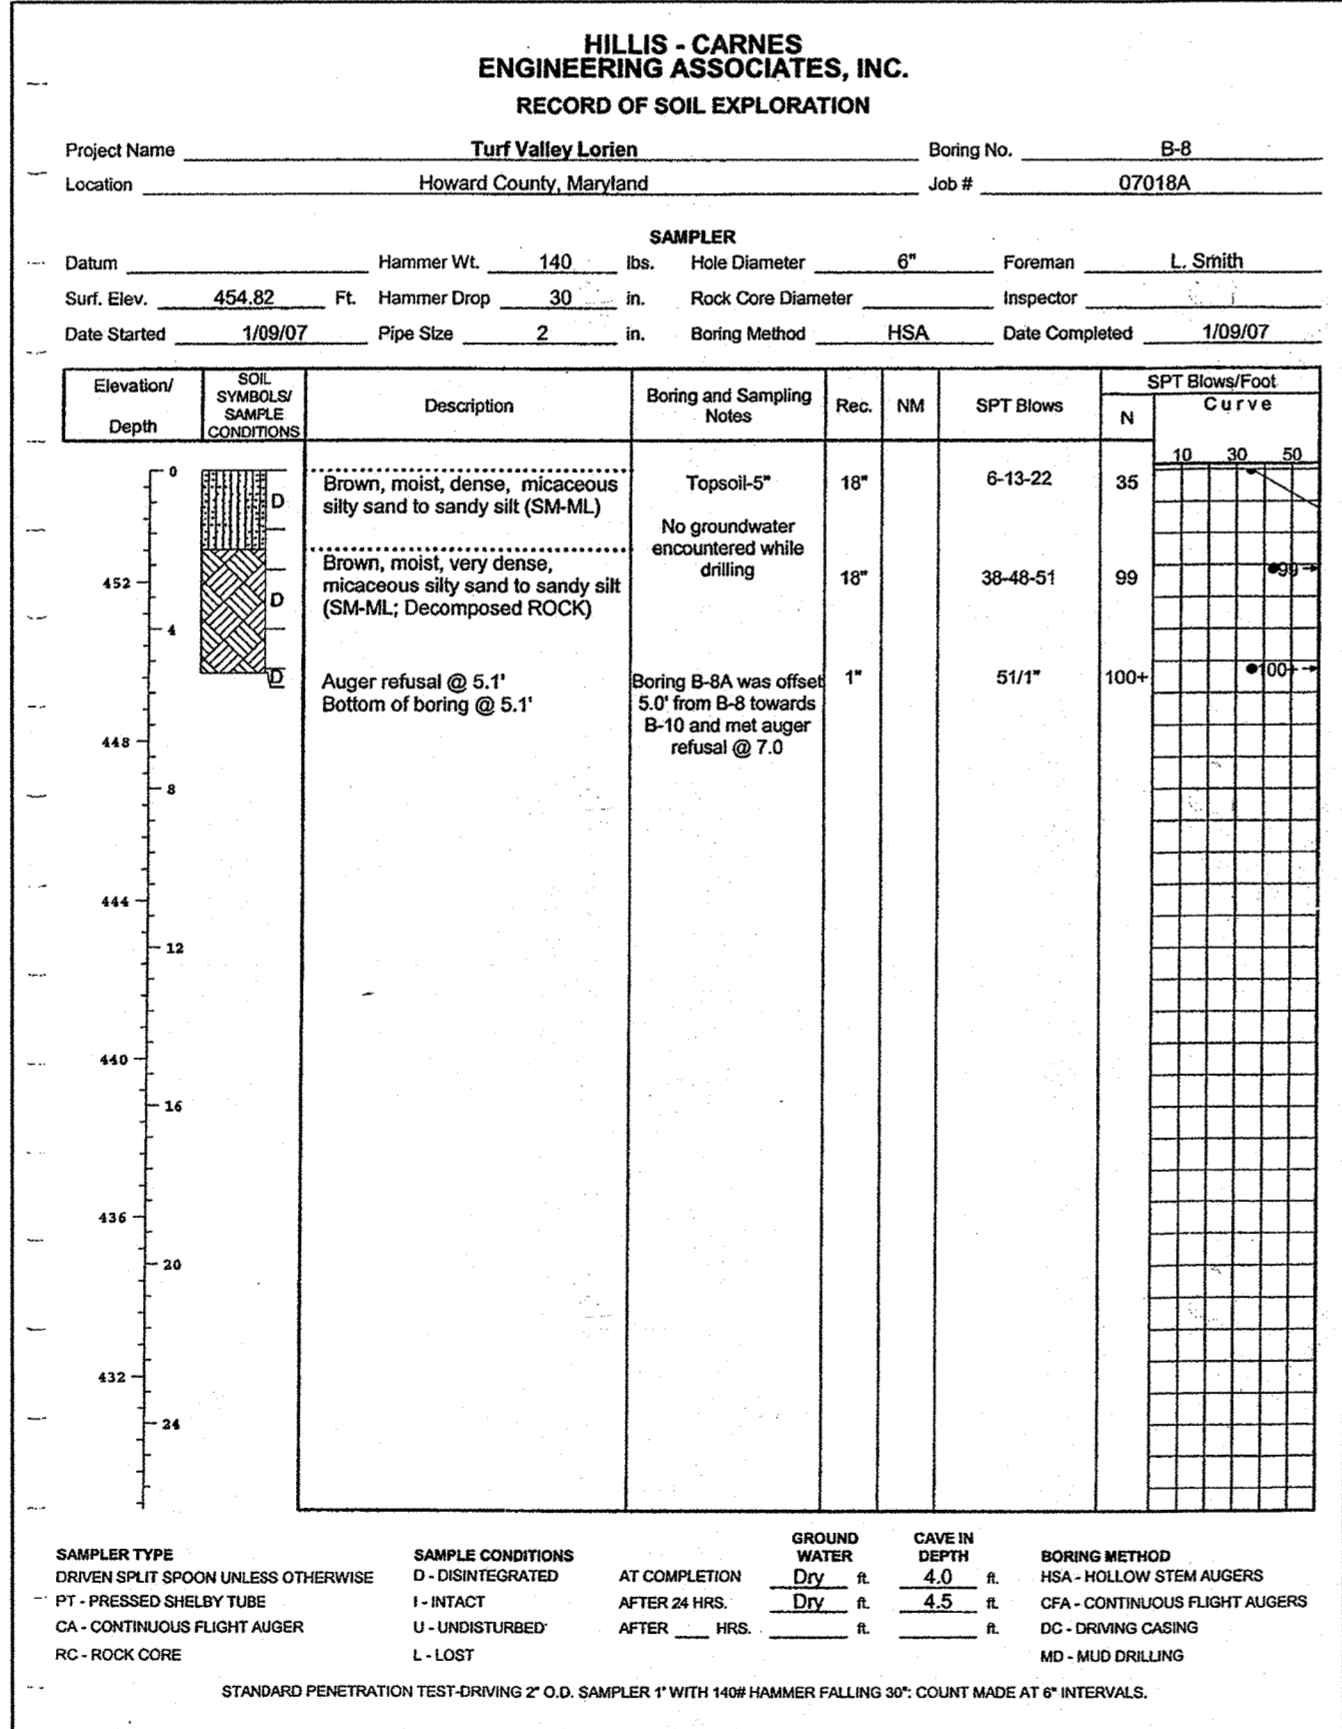 HILLIS - CARNES
ENGINEERING ASSOCIATES, INC.
RECORD OF SOIL EXPLORATION
Project Name Turf Valley Lorien Boring No. B-8
Location Howard County, Maryland Job # 07018A
SAMPLER
Datum Hammer Wt. 140 lbs. Hole Diameter 6" Foreman L. Smith
Surf. Elev. 454.82 Ft. Hammer Drop 30 in. Rock Core Diameter Inspector
Date Started 1/09/07 Pipe Size 2 in. Boring Method HSA Date Completed 1/09/07
Elevation/
Depth
SOIL
SYMBOLS/
SAMPLE
CONDITIONS
Description
Boring and Sampling
Notes
Rec.
NM
SPT Blows
SPT Blows/Foot
N
Curve
10 30 50
0
D
Brown, moist, dense, micaceous
silty sand to sandy silt (SM-ML)
Topsoil-5"
18"
6-13-22
35
No groundwater
encountered while
drilling
452
D
Brown, moist, very dense,
micaceous silty sand to sandy silt
(SM-ML; Decomposed ROCK)
18"
38-48-51
99
99
4
D
Auger refusal @ 5.1'
Bottom of boring @ 5.1'
Boring B-8A was offset
5.0' from B-8 towards
B-10 and met auger
refusal @ 7.0
1"
51/1"
100+
100+
448
8
444
12
440
16
436
20
432
24
SAMPLER TYPE
DRIVEN SPLIT SPOON UNLESS OTHERWISE
PT - PRESSED SHELBY TUBE
CA - CONTINUOUS FLIGHT AUGER
RC - ROCK CORE
SAMPLE CONDITIONS
D - DISINTEGRATED
I - INTACT
U - UNDISTURBED
L - LOST
GROUND
WATER
CAVE IN
DEPTH
AT COMPLETION Dry ft. 4.0 ft.
AFTER 24 HRS. Dry ft. 4.5 ft.
AFTER ____ HRS. ft. ft.
BORING METHOD
HSA - HOLLOW STEM AUGERS
CFA - CONTINUOUS FLIGHT AUGERS
DC - DRIVING CASING
MD - MUD DRILLING
STANDARD PENETRATION TEST-DRIVING 2" O.D. SAMPLER 1' WITH 140# HAMMER FALLING 30": COUNT MADE AT 6" INTERVALS.